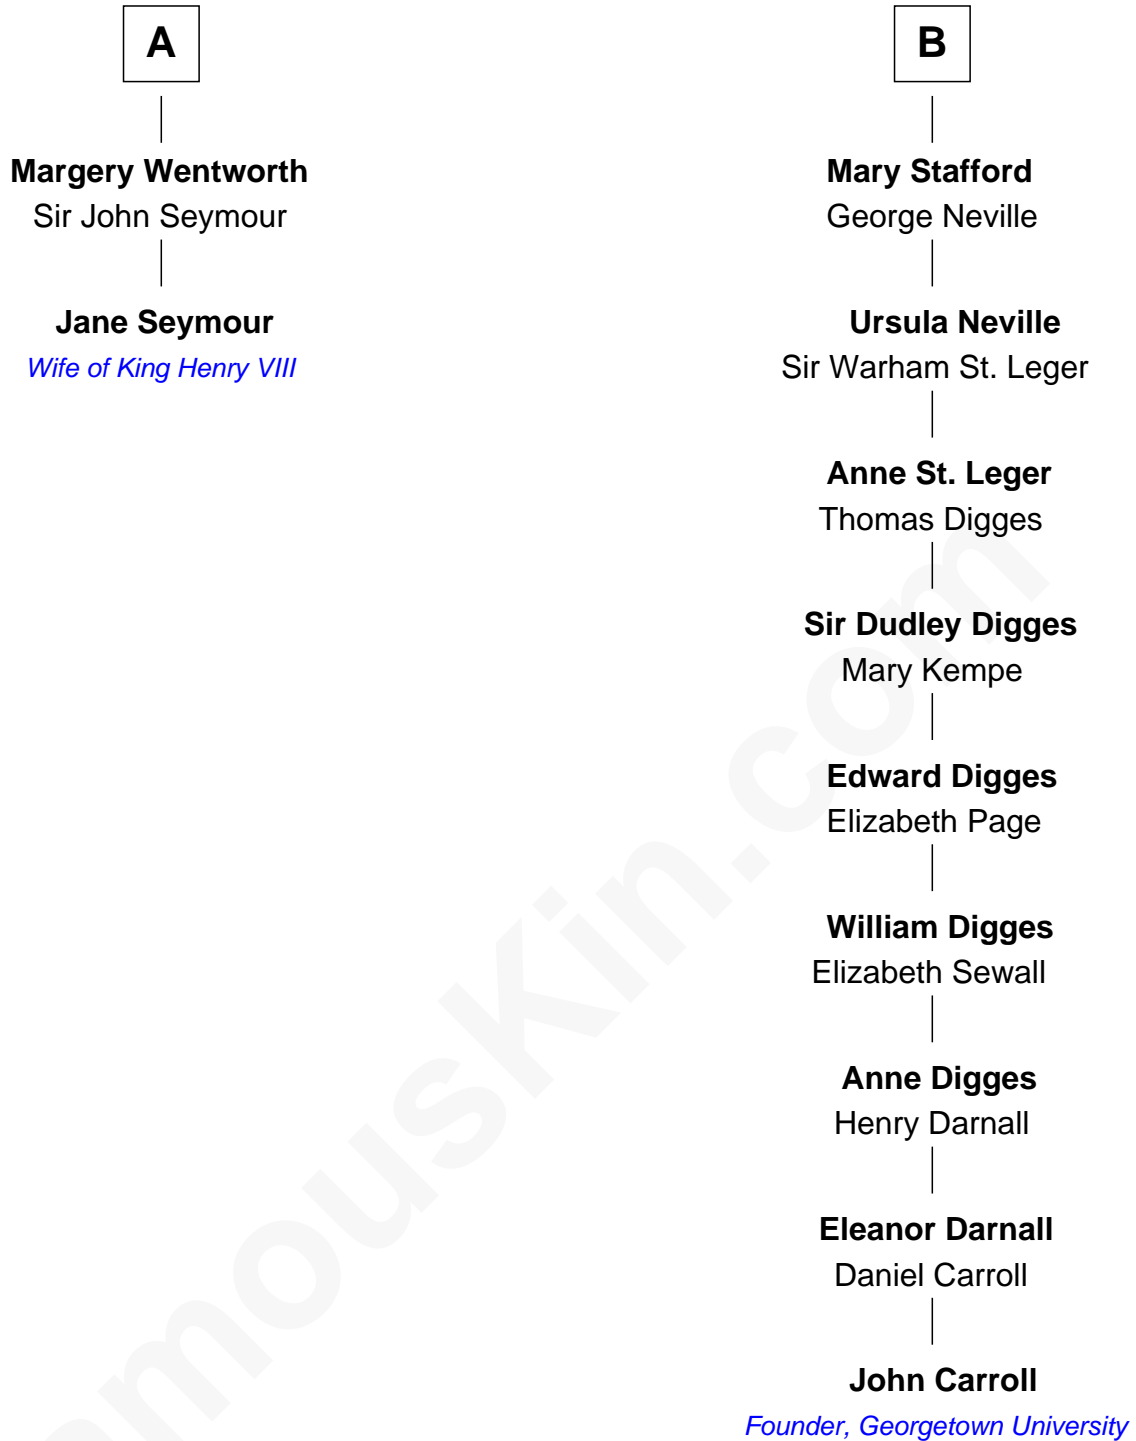 A
Margery Wentworth
Sir John Seymour
Jane Seymour
Wife of King Henry VIII
B
Mary Stafford
George Neville
Ursula Neville
Sir Warham St. Leger
Anne St. Leger
Thomas Digges
Sir Dudley Digges
Mary Kempe
Edward Digges
Elizabeth Page
William Digges
Elizabeth Sewall
Anne Digges
Henry Darnall
Eleanor Darnall
Daniel Carroll
John Carroll
Founder, Georgetown University
amouskin.com